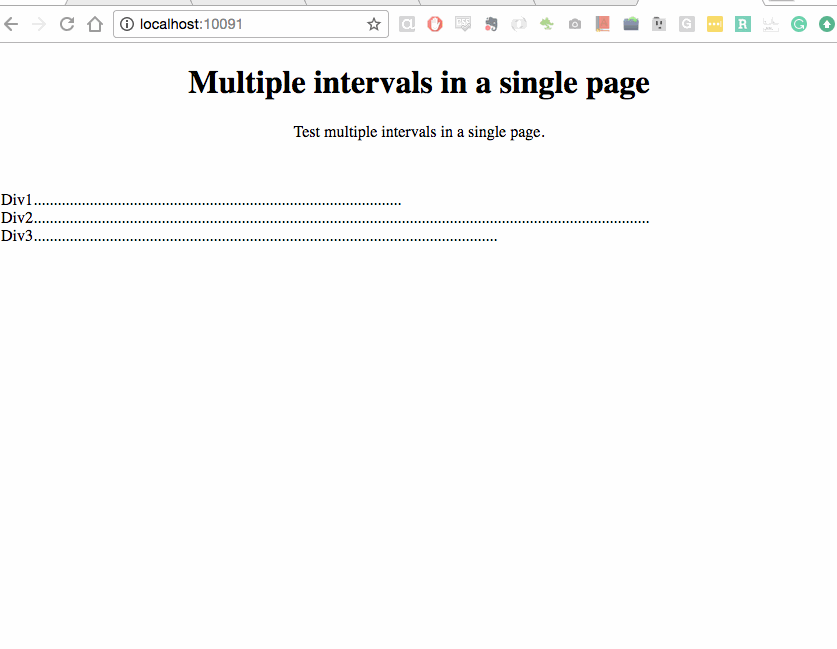 localhost:10091
Multiple intervals in a single page
Test multiple intervals in a single page.
Div1............................................................................................
Div2..........................................................................................................................................................
Div3....................................................................................................................